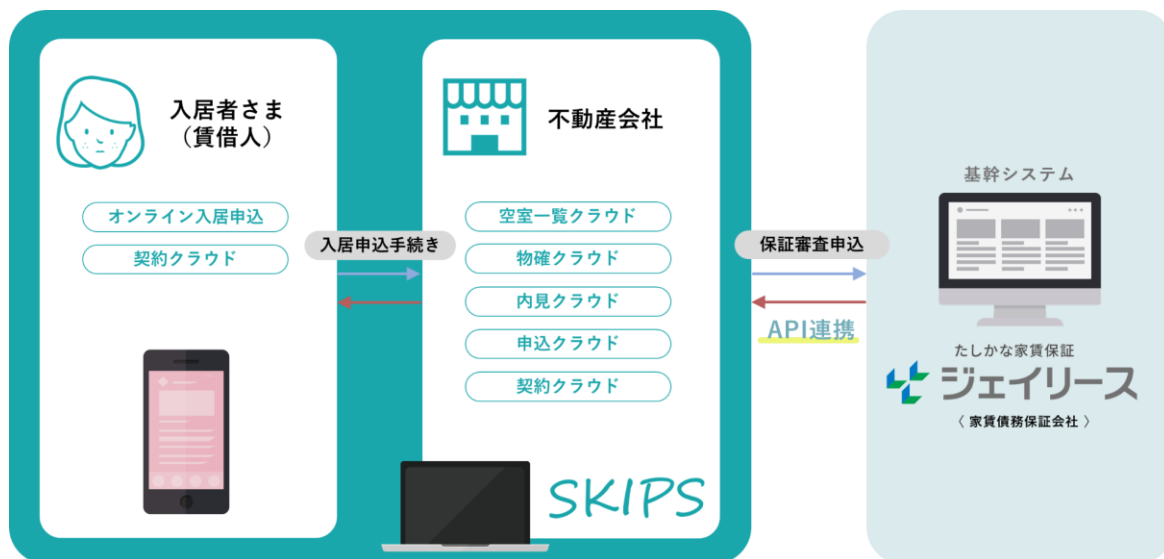 入居者さま
（賃借人）
オンライン入居申込
契約クラウド
入居申込手続き
不動産会社
空室一覧クラウド
物確クラウド
内見クラウド
申込クラウド
契約クラウド
SKIPS
保証審査申込
API連携
基幹システム
たしかな家賃保証
ジェイリース
〈 家賃債務保証会社 〉